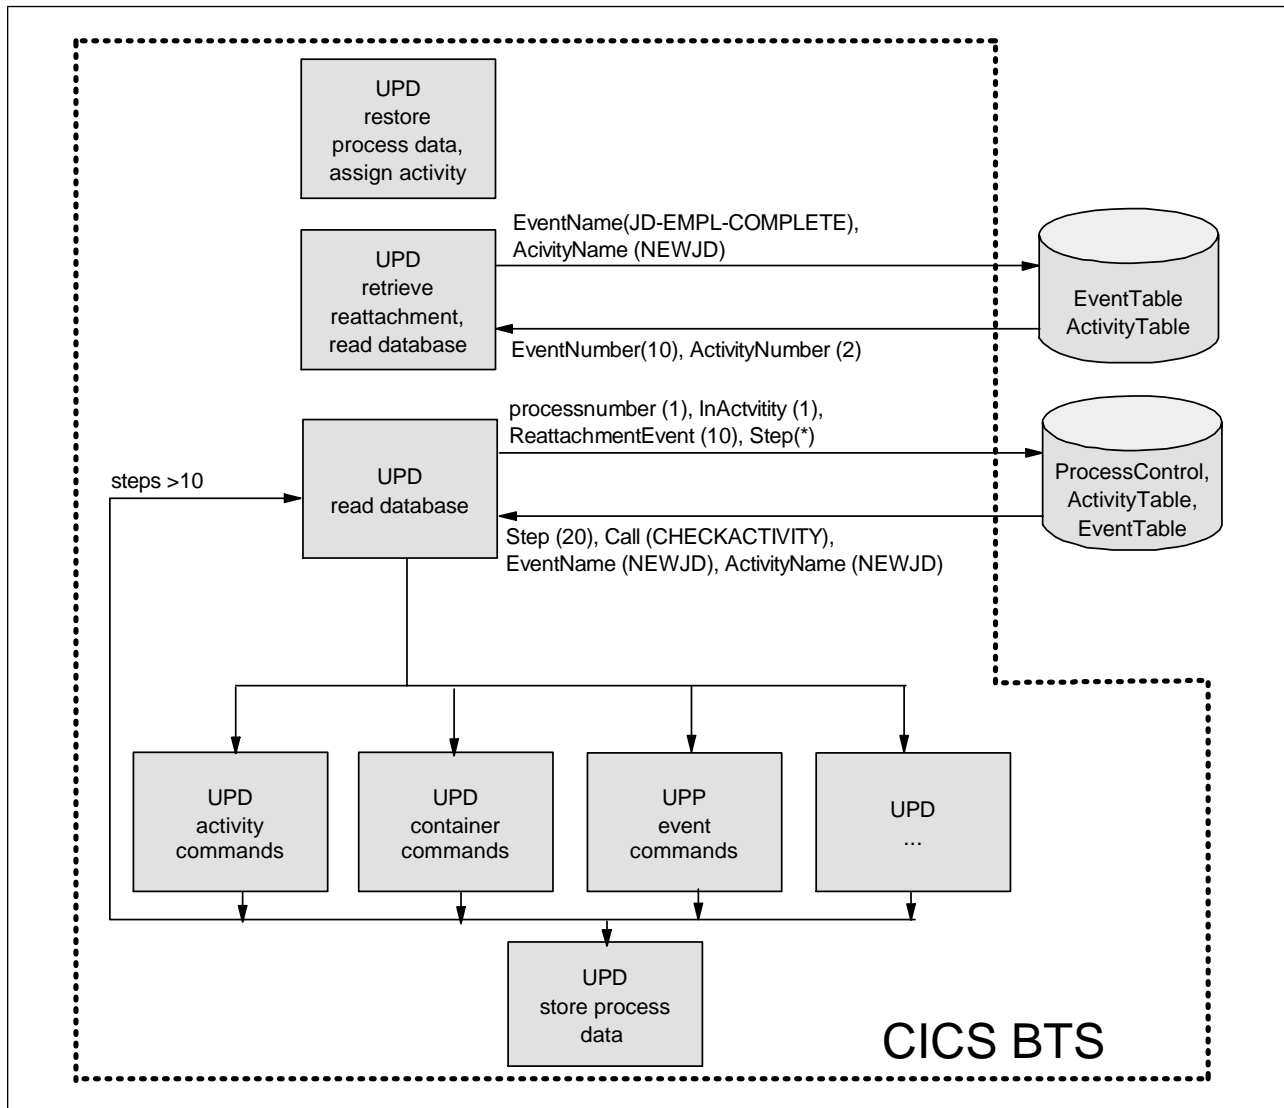 UPD
restore
process data,
assign activity
EventName(JD-EMPL-COMPLETE),
AcivityName (NEWJD)
UPD
retrieve
reattachment,
read database
EventTable
ActivityTable
EventNumber(10), ActivityNumber (2)
processnumber (1), InActvitity (1),
ReattachmentEvent (10), Step(*)
steps >10
UPD
read database
ProcessControl,
ActivityTable,
EventTable
Step (20), Call (CHECKACTIVITY),
EventName (NEWJD), ActivityName (NEWJD)
UPD
activity
commands
UPD
container
commands
UPP
event
commands
UPD
...
UPD
store process
data
CICS BTS